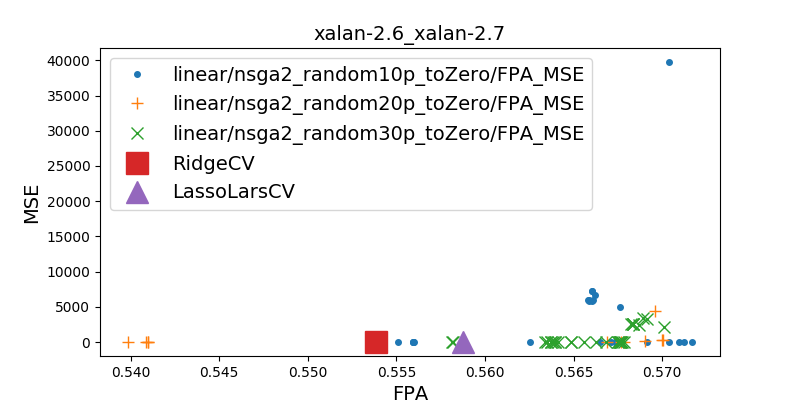 xalan-2.6_xalan-2.7
linear/nsga2_random10p_toZero/FPA_MSE
linear/nsga2_random20p_toZero/FPA_MSE
linear/nsga2_random30p_toZero/FPA_MSE
RidgeCV
LassoLarsCV
MSE
40000
35000
30000
25000
20000
15000
10000
5000
0
0.540 0.545 0.550 0.555 0.560 0.565 0.570
FPA